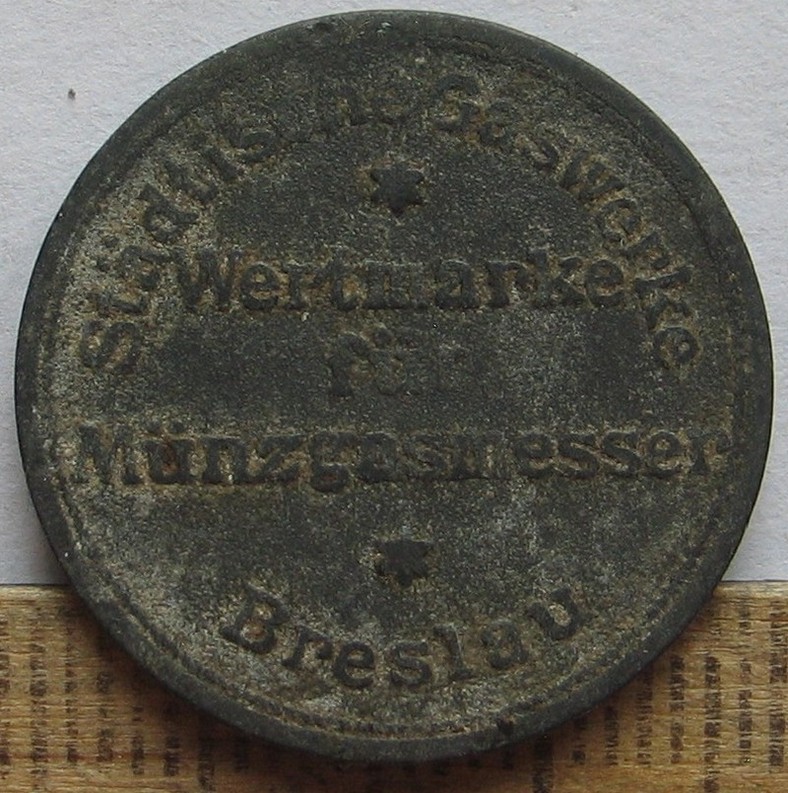 Städtische Gaswerke
Wertmarke
für
Münzgasmesser
Breslau